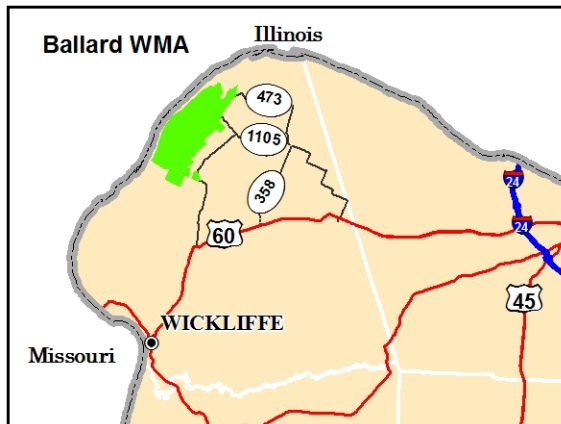 Illinois
Ballard WMA
473
1105
24
358
24
60
45
WICKLIFFE
Missouri